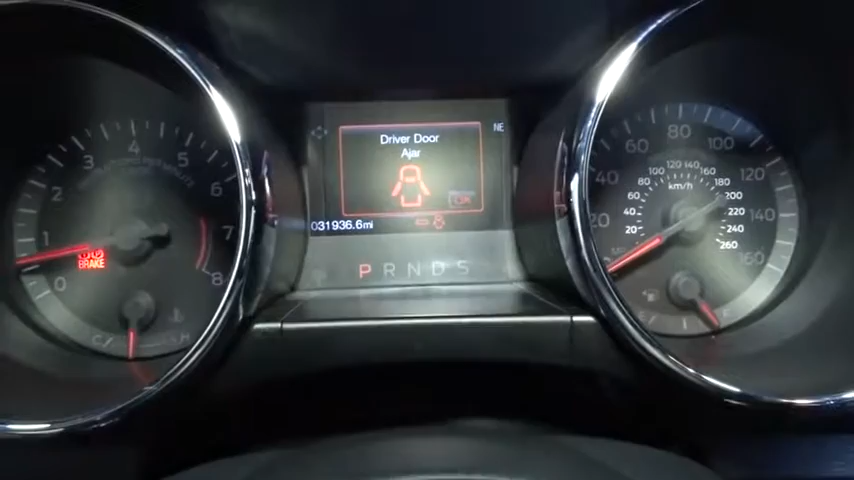 Driver Door
Ajar
OK
NE
031936.6mi
P R N D S
0 1 2 3 4 5 6 7 8
BRAKE
C H
20 40 60 80 100 120 140 160
20 40 60 80 100 120 140 160 180 200 220 240 260
km/h
E F